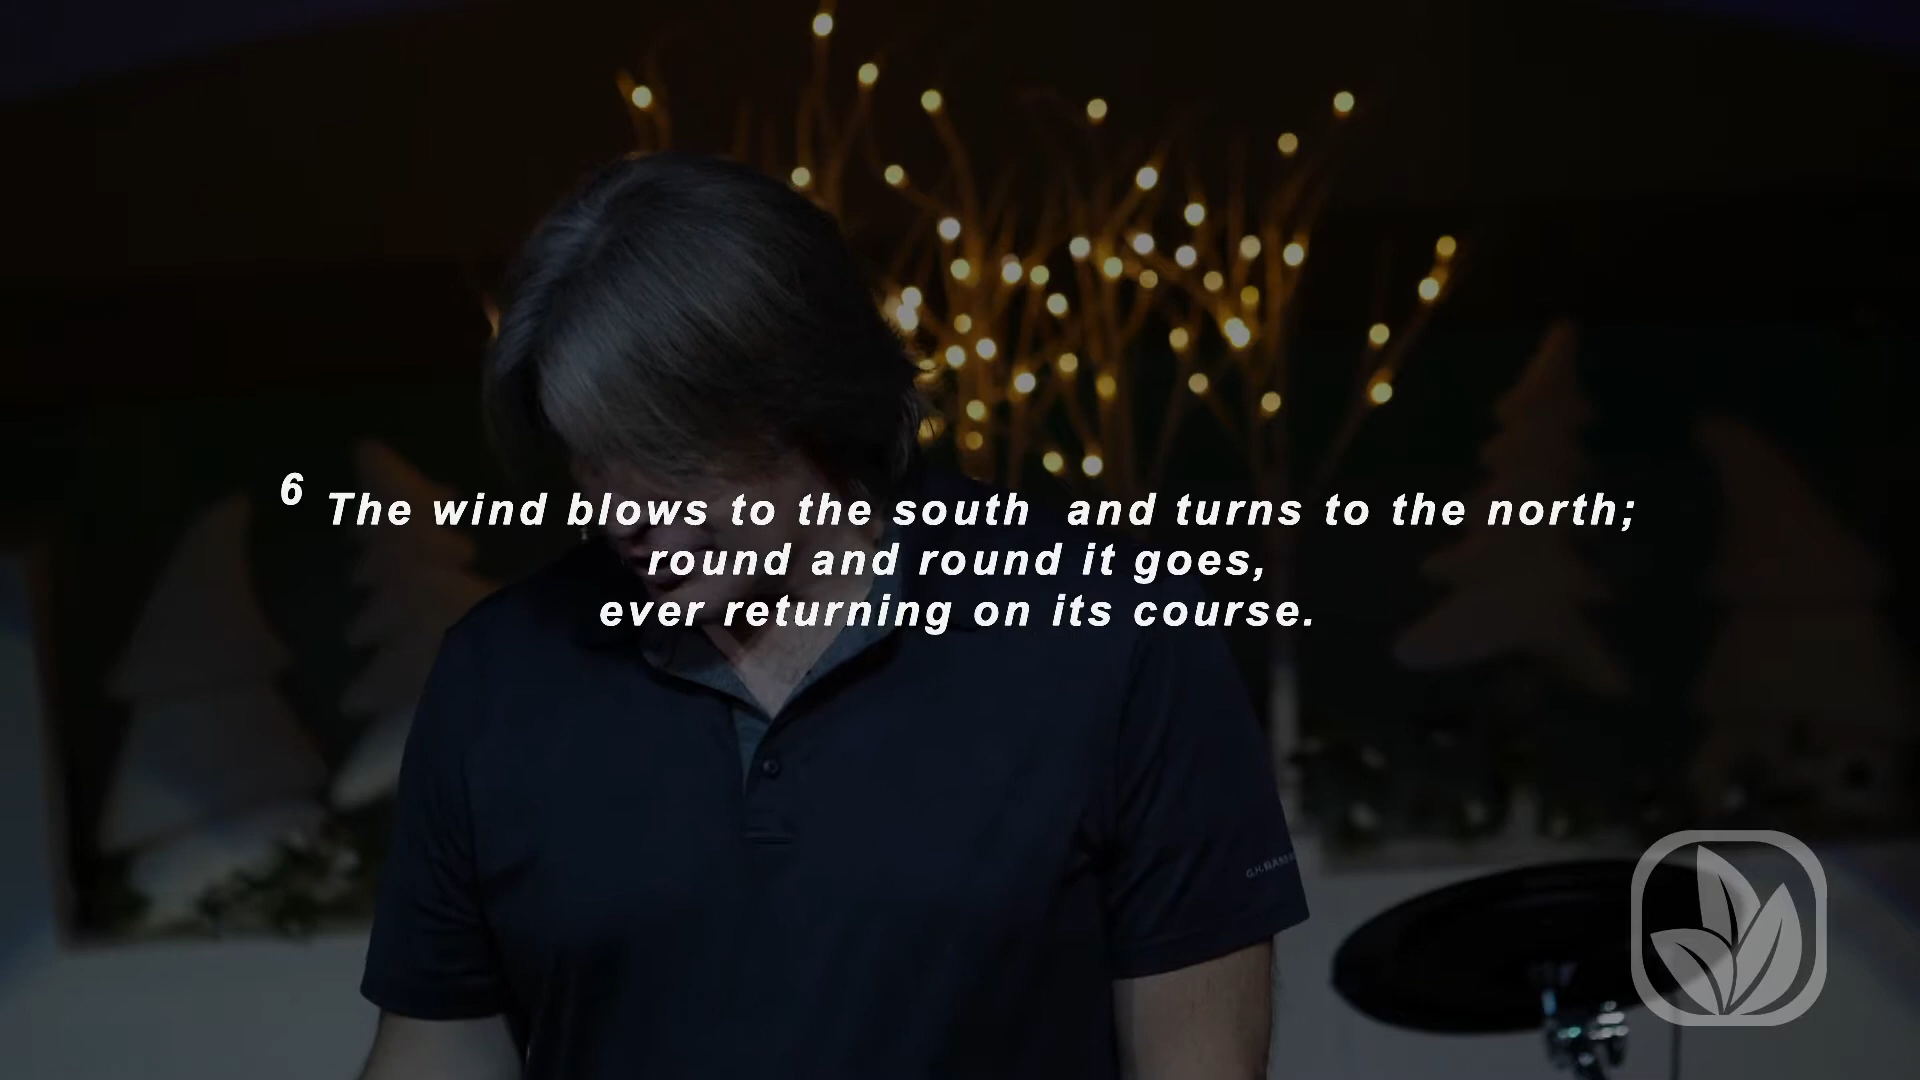 6 The wind blows to the south and turns to the north;
round and round it goes,
ever returning on its course.